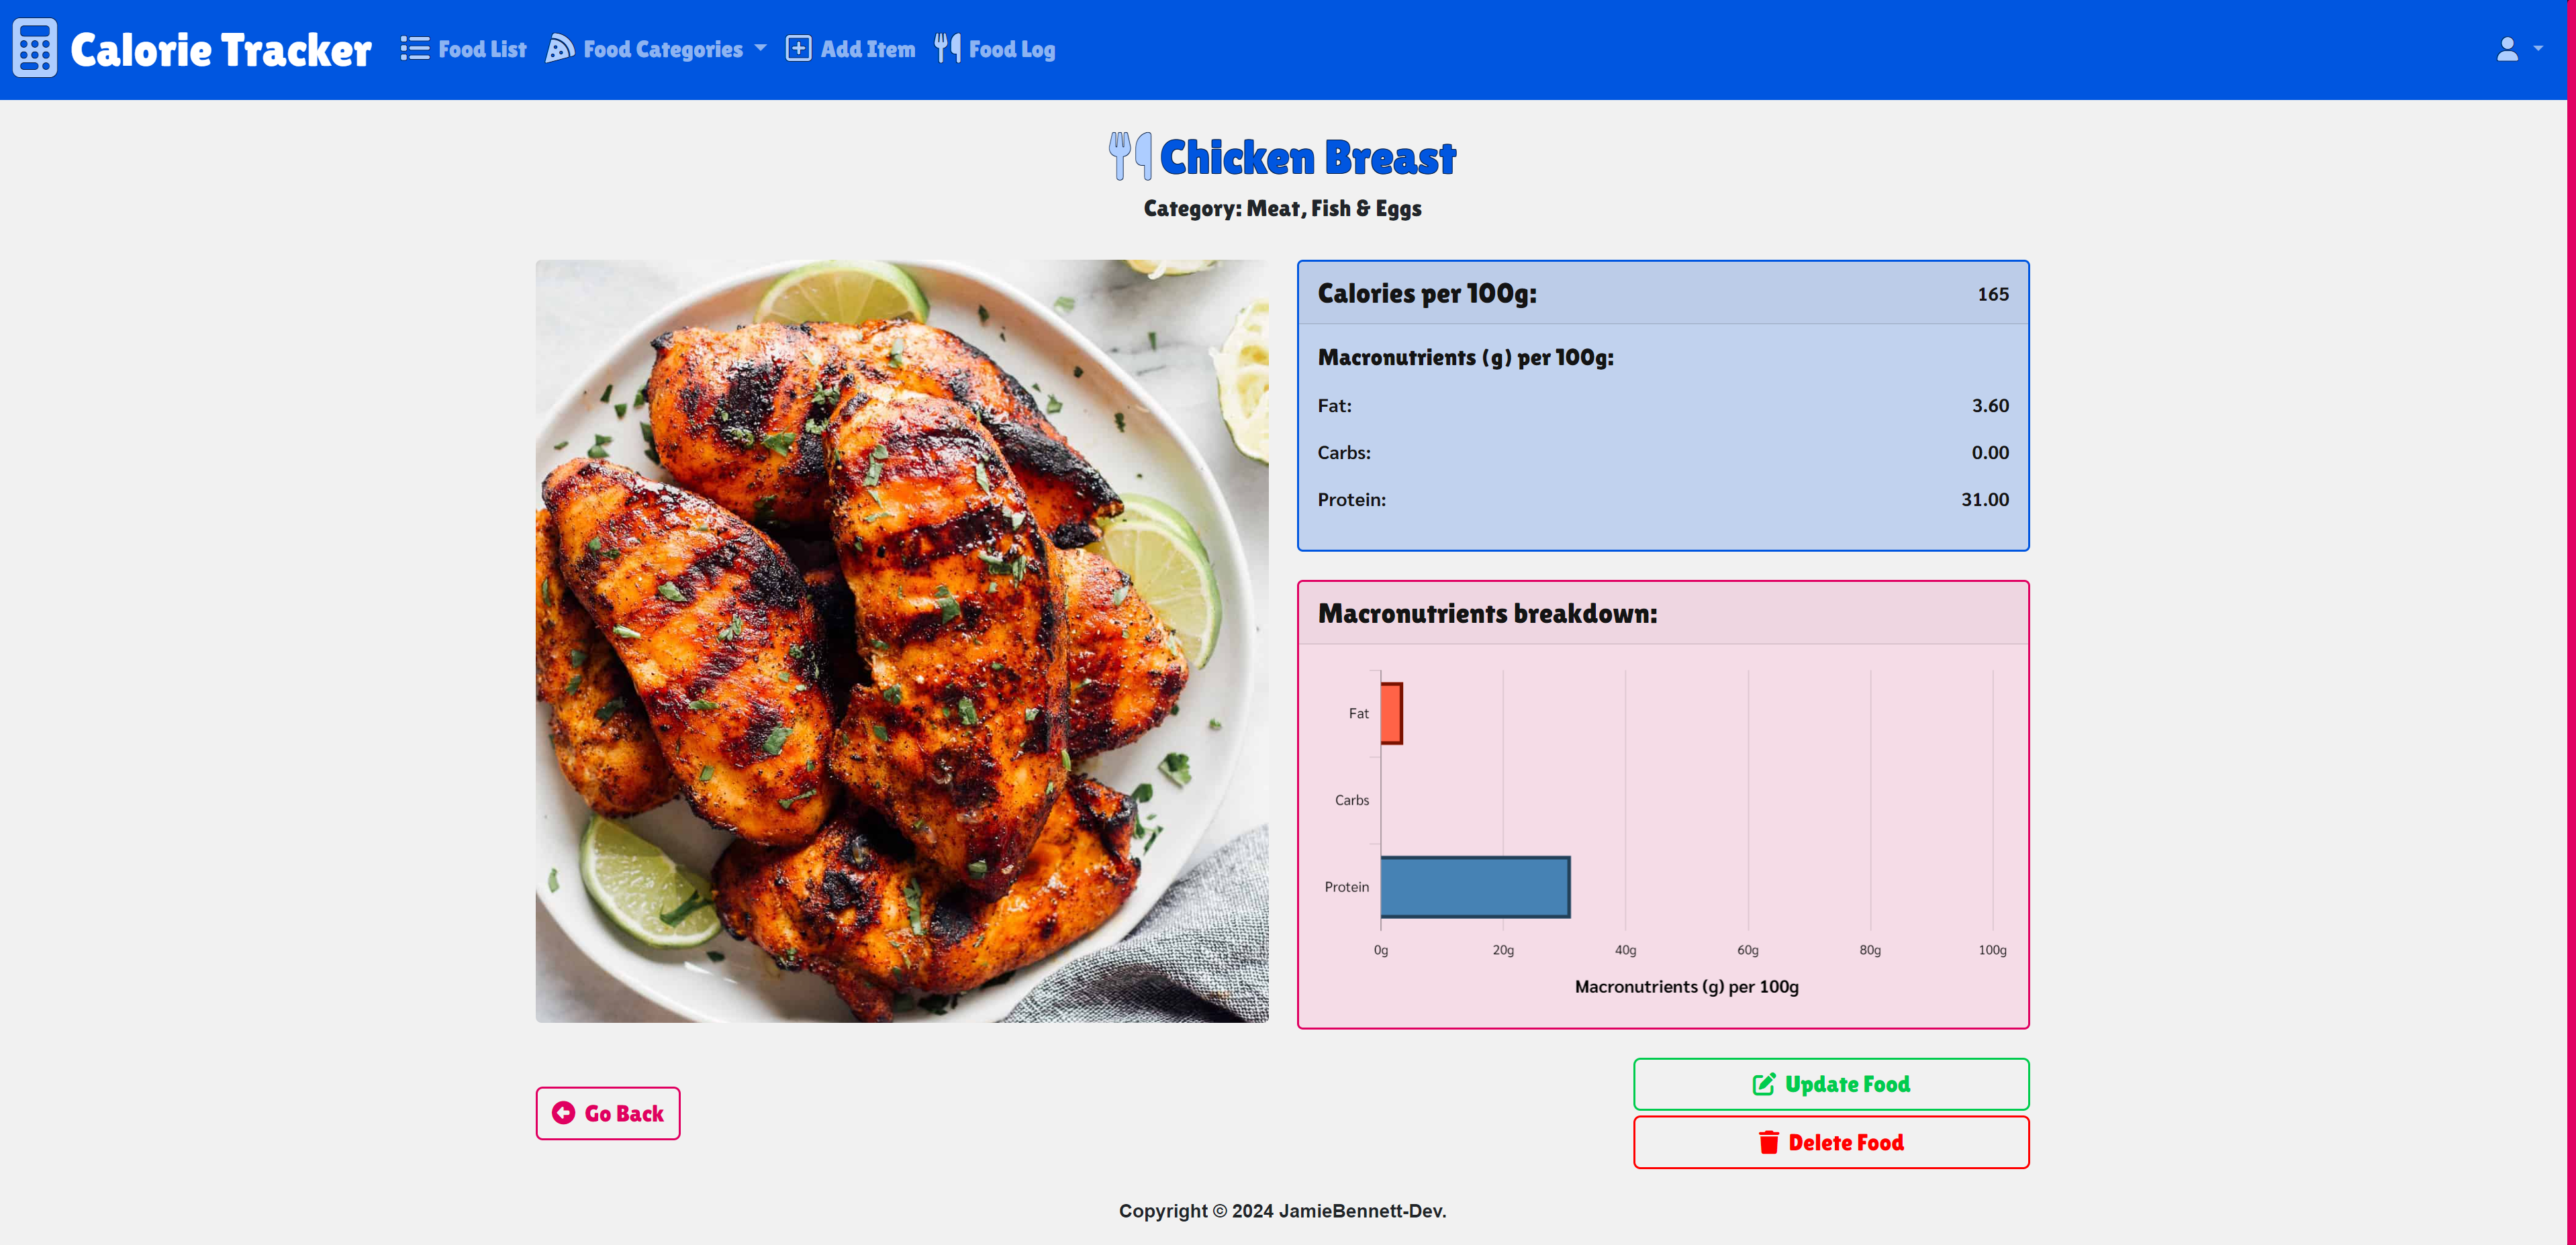 Calorie Tracker Food List Food Categories Add Item Food Log
Chicken Breast
Category: Meat, Fish & Eggs
Calories per 100g: 165
Macronutrients (g) per 100g:
Fat: 3.60
Carbs: 0.00
Protein: 31.00
Macronutrients breakdown:
Fat
Carbs
Protein
0g 20g 40g 60g 80g 100g
Macronutrients (g) per 100g
Update Food
Go Back
Delete Food
Copyright © 2024 JamieBennett-Dev.